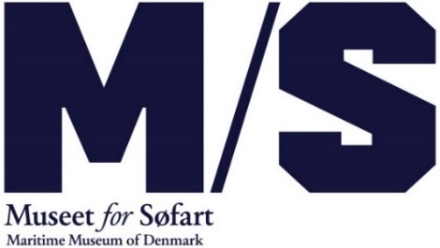 M/S
Museet for Søfart
Maritime Museum of Denmark